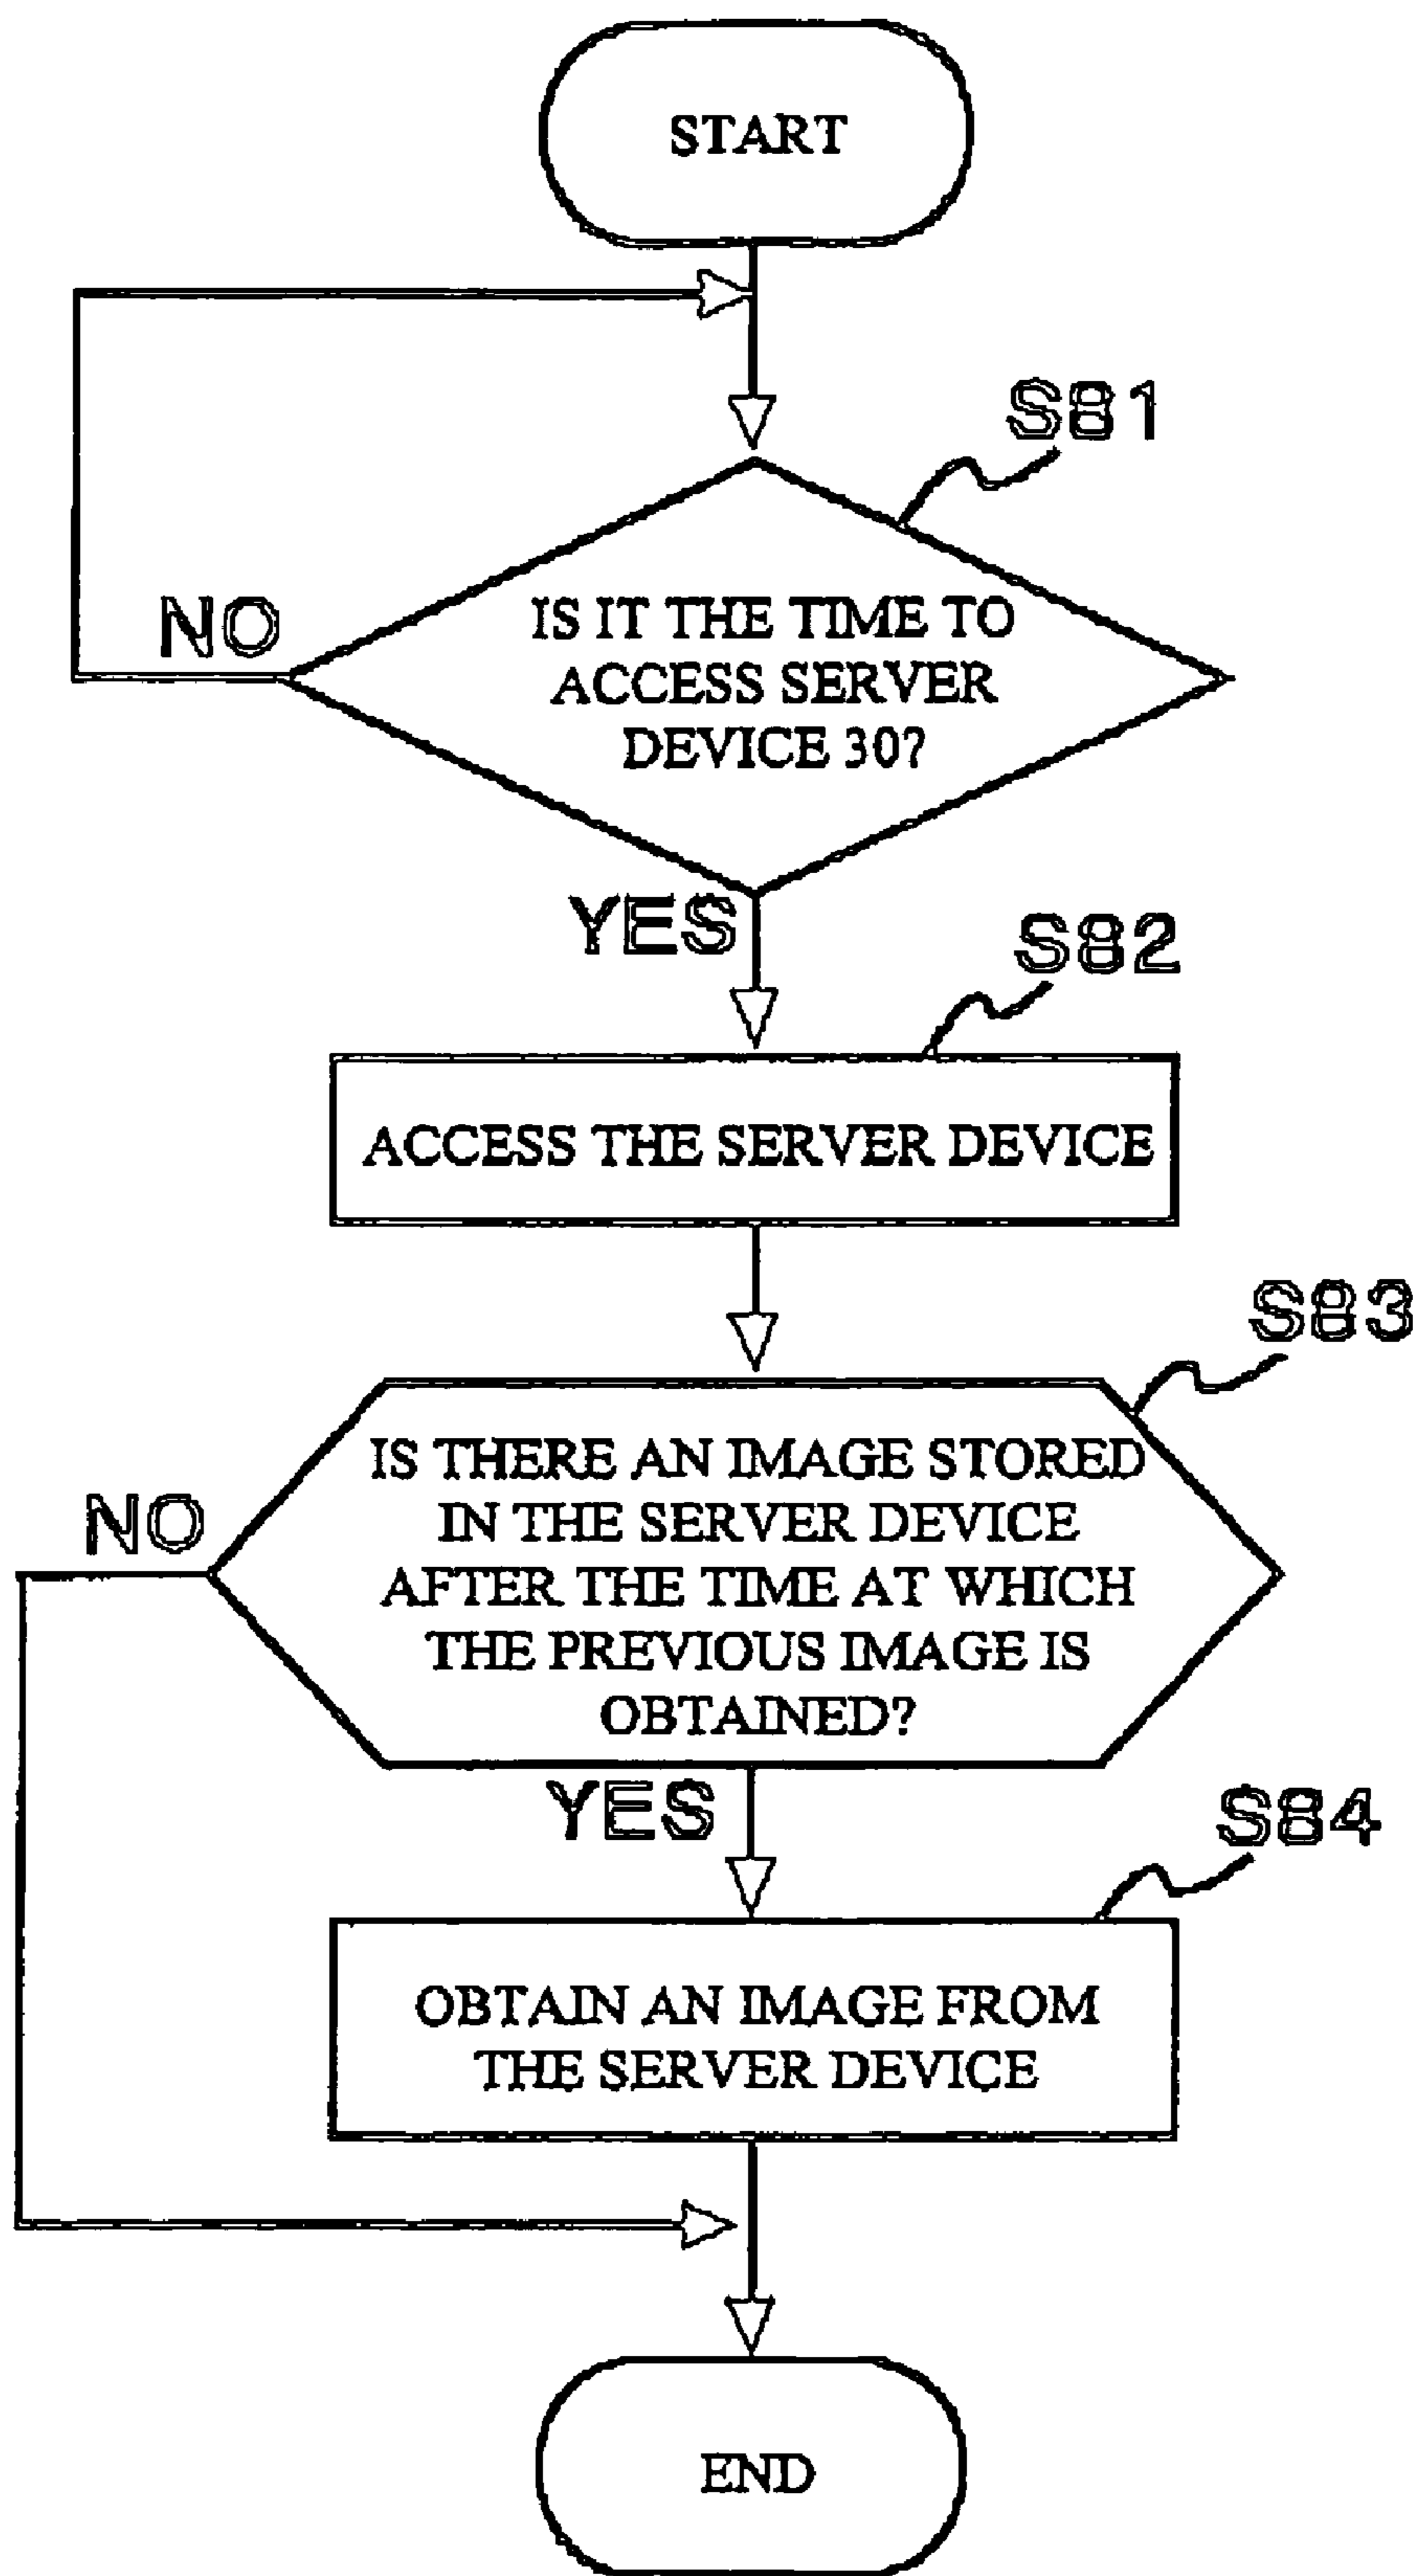 START
S81
IS IT THE TIME TO
ACCESS SERVER
DEVICE 30?
NO
YES
S82
ACCESS THE SERVER DEVICE
S83
IS THERE AN IMAGE STORED
IN THE SERVER DEVICE
AFTER THE TIME AT WHICH
THE PREVIOUS IMAGE IS
OBTAINED?
NO
YES
S84
OBTAIN AN IMAGE FROM
THE SERVER DEVICE
END